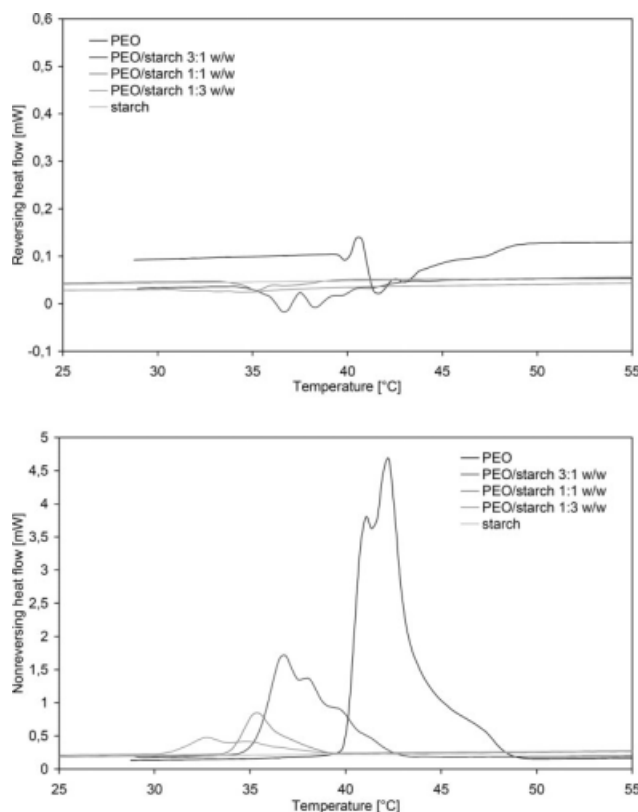 0,6
0,5
0,4
0,3
0,2
0,1
0
-0,1
Reversing heat flow [mW]
PEO
PEO/starch 3:1 w/w
PEO/starch 1:1 w/w
PEO/starch 1:3 w/w
starch
25 30 35 40 45 50 55
Temperature [°C]
5
4,5
4
3,5
3
2,5
2
1,5
1
0,5
0
Nonreversing heat flow [mW]
PEO
PEO/starch 3:1 w/w
PEO/starch 1:1 w/w
PEO/starch 1:3 w/w
starch
25 30 35 40 45 50 55
Temperature [°C]